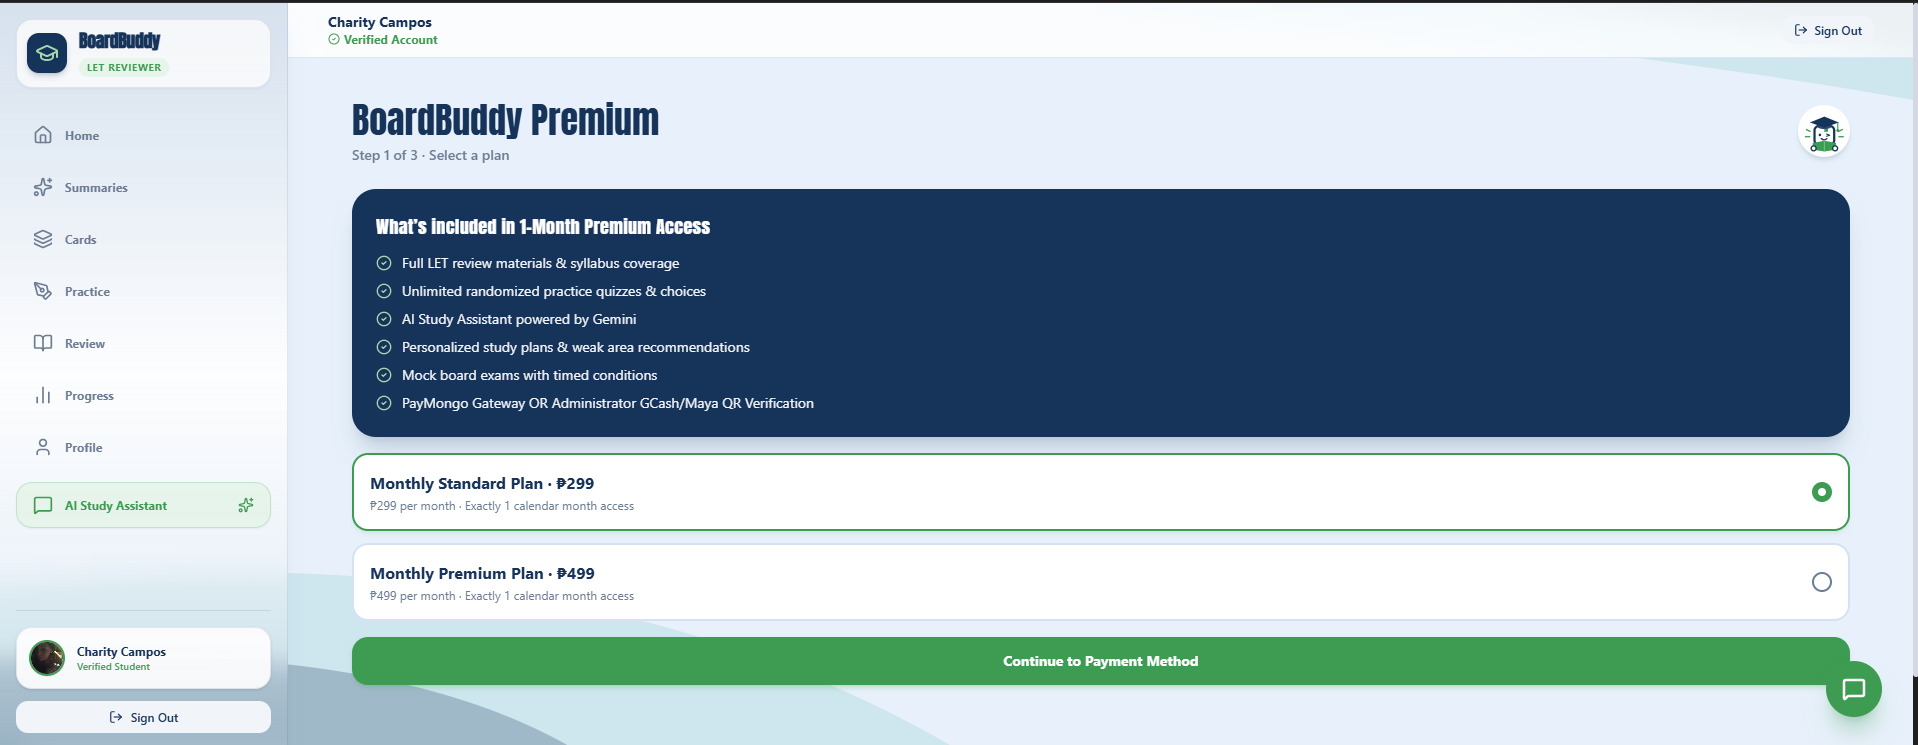 BoardBuddy
LET REVIEWER
Home
Summaries
Cards
Practice
Review
Progress
Profile
AI Study Assistant
Charity Campos
Verified Student
Sign Out
Charity Campos
Verified Account
Sign Out
BoardBuddy Premium
Step 1 of 3 · Select a plan
What's included in 1-Month Premium Access
Full LET review materials & syllabus coverage
Unlimited randomized practice quizzes & choices
AI Study Assistant powered by Gemini
Personalized study plans & weak area recommendations
Mock board exams with timed conditions
PayMongo Gateway OR Administrator GCash/Maya QR Verification
Monthly Standard Plan · ₱299
₱299 per month · Exactly 1 calendar month access
Monthly Premium Plan · ₱499
₱499 per month · Exactly 1 calendar month access
Continue to Payment Method